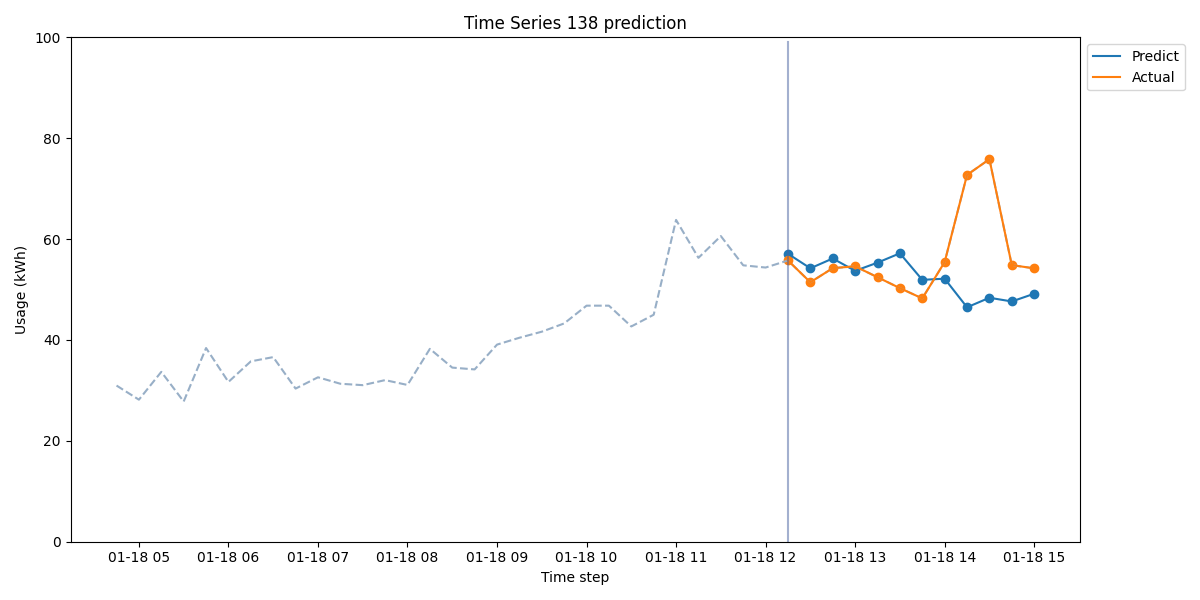 Time Series 138 prediction
Predict
Actual
Usage (kWh)
100
80
60
40
20
0
01-18 05 01-18 06 01-18 07 01-18 08 01-18 09 01-18 10 01-18 11 01-18 12 01-18 13 01-18 14 01-18 15
Time step